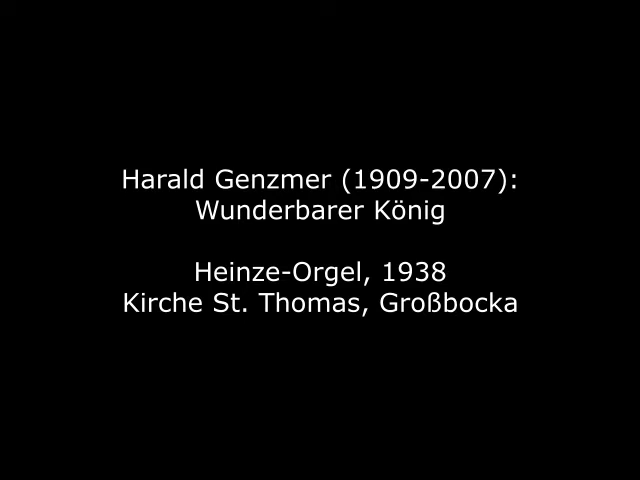 Harald Genzmer (1909-2007):
Wunderbarer König
Heinze-Orgel, 1938
Kirche St. Thomas, Großbocka